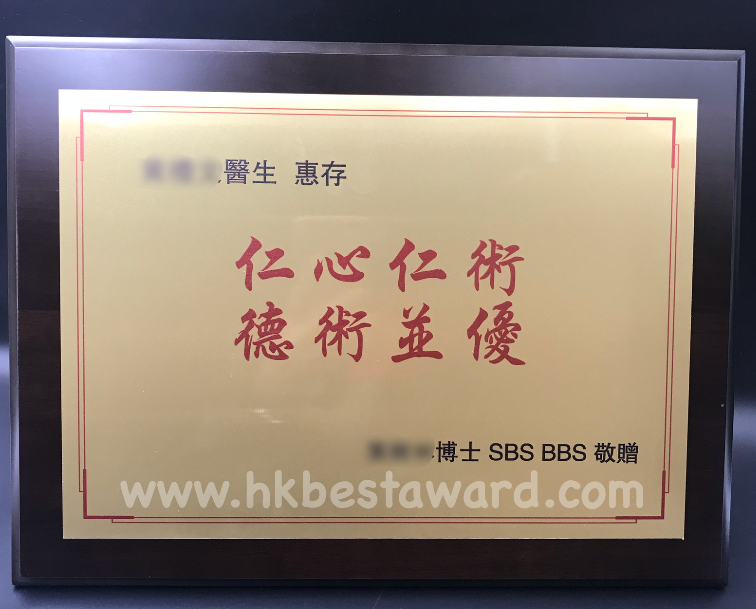 醫生 惠存
仁心仁術
德術並優
博士 SBS BBS 敬贈
www.hkbestaward.com